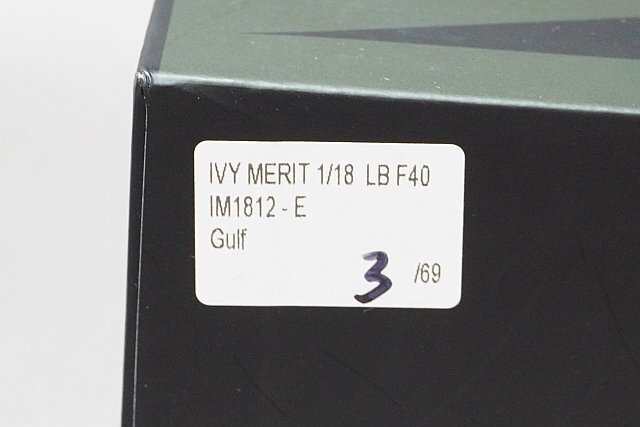 IVY MERIT 1/18 LB F40
IM1812 - E
Gulf
3 /69